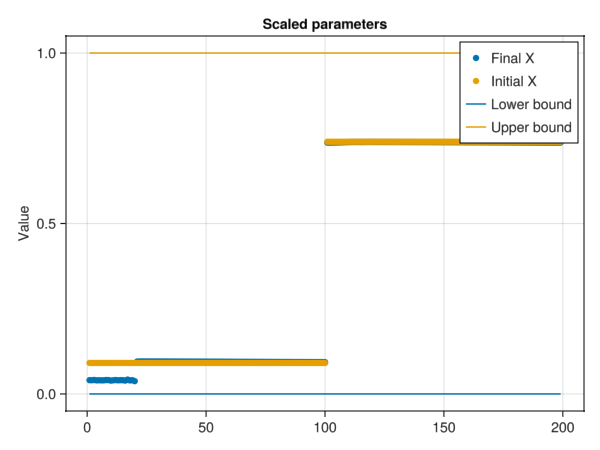 Scaled parameters
Final X
Initial X
Lower bound
Upper bound
Value
1.0
0.5
0.0
0
50
100
150
200